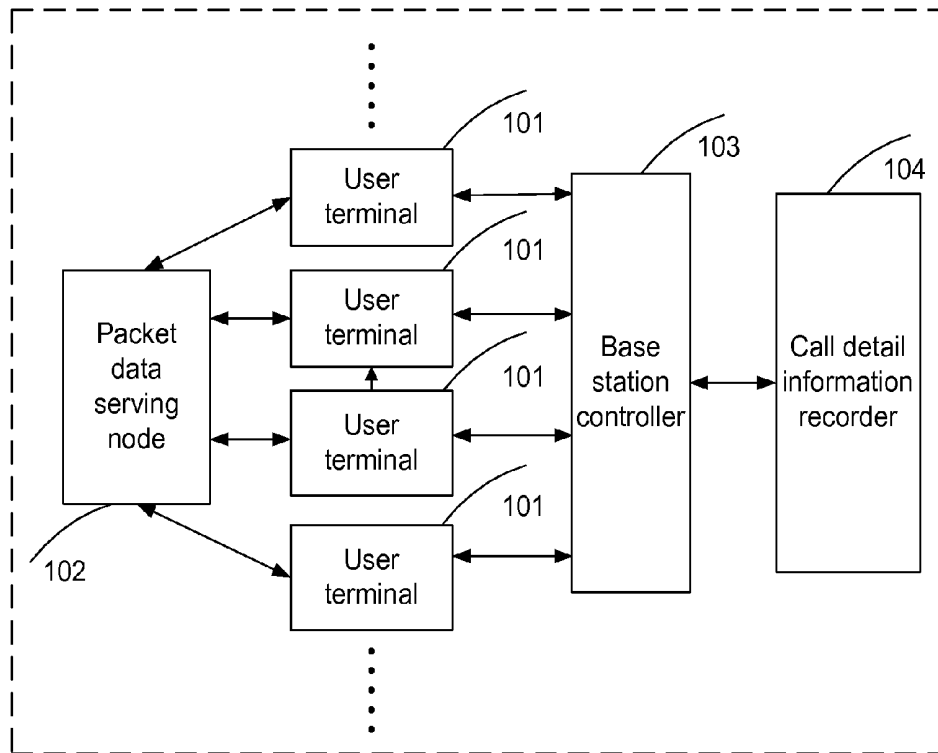 101
User
terminal
103
104
101
User
terminal
Packet
data
serving
node
101
User
terminal
Base
station
controller
Call detail
information
recorder
101
User
terminal
102